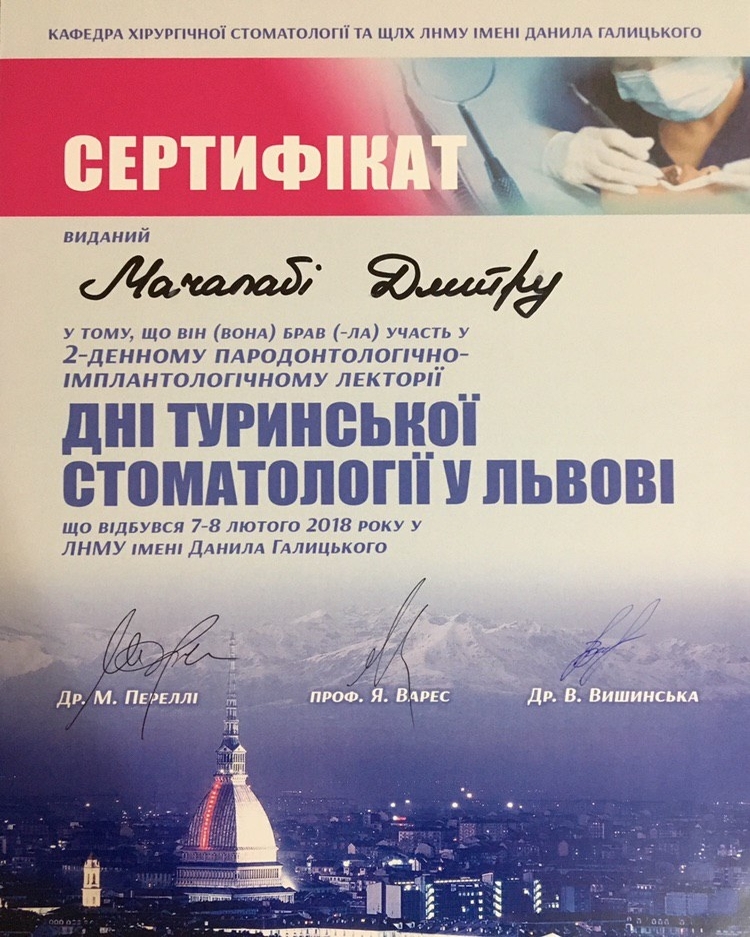 КАФЕДРА ХІРУРГІЧНОЇ СТОМАТОЛОГІЇ ТА ЩЛХ ЛНМУ ІМЕНІ ДАНИЛА ГАЛИЦЬКОГО
СЕРТИФІКАТ
ВИДАНИЙ
Мачалабі Дмитру
У ТОМУ, ЩО ВІН (ВОНА) БРАВ (-ЛА) УЧАСТЬ У
2-ДЕННОМУ ПАРОДОНТОЛОГІЧНО-
ІМПЛАНТОЛОГІЧНОМУ ЛЕКТОРІЇ
ДНІ ТУРИНСЬКОЇ
СТОМАТОЛОГІЇ У ЛЬВОВІ
ЩО ВІДБУВСЯ 7-8 ЛЮТОГО 2018 РОКУ У
ЛНМУ ІМЕНІ ДАНИЛА ГАЛИЦЬКОГО
ДР. М. ПЕРЕЛЛІ ПРОФ. Я. ВАРЕС ДР. В. ВИШИНСЬКА